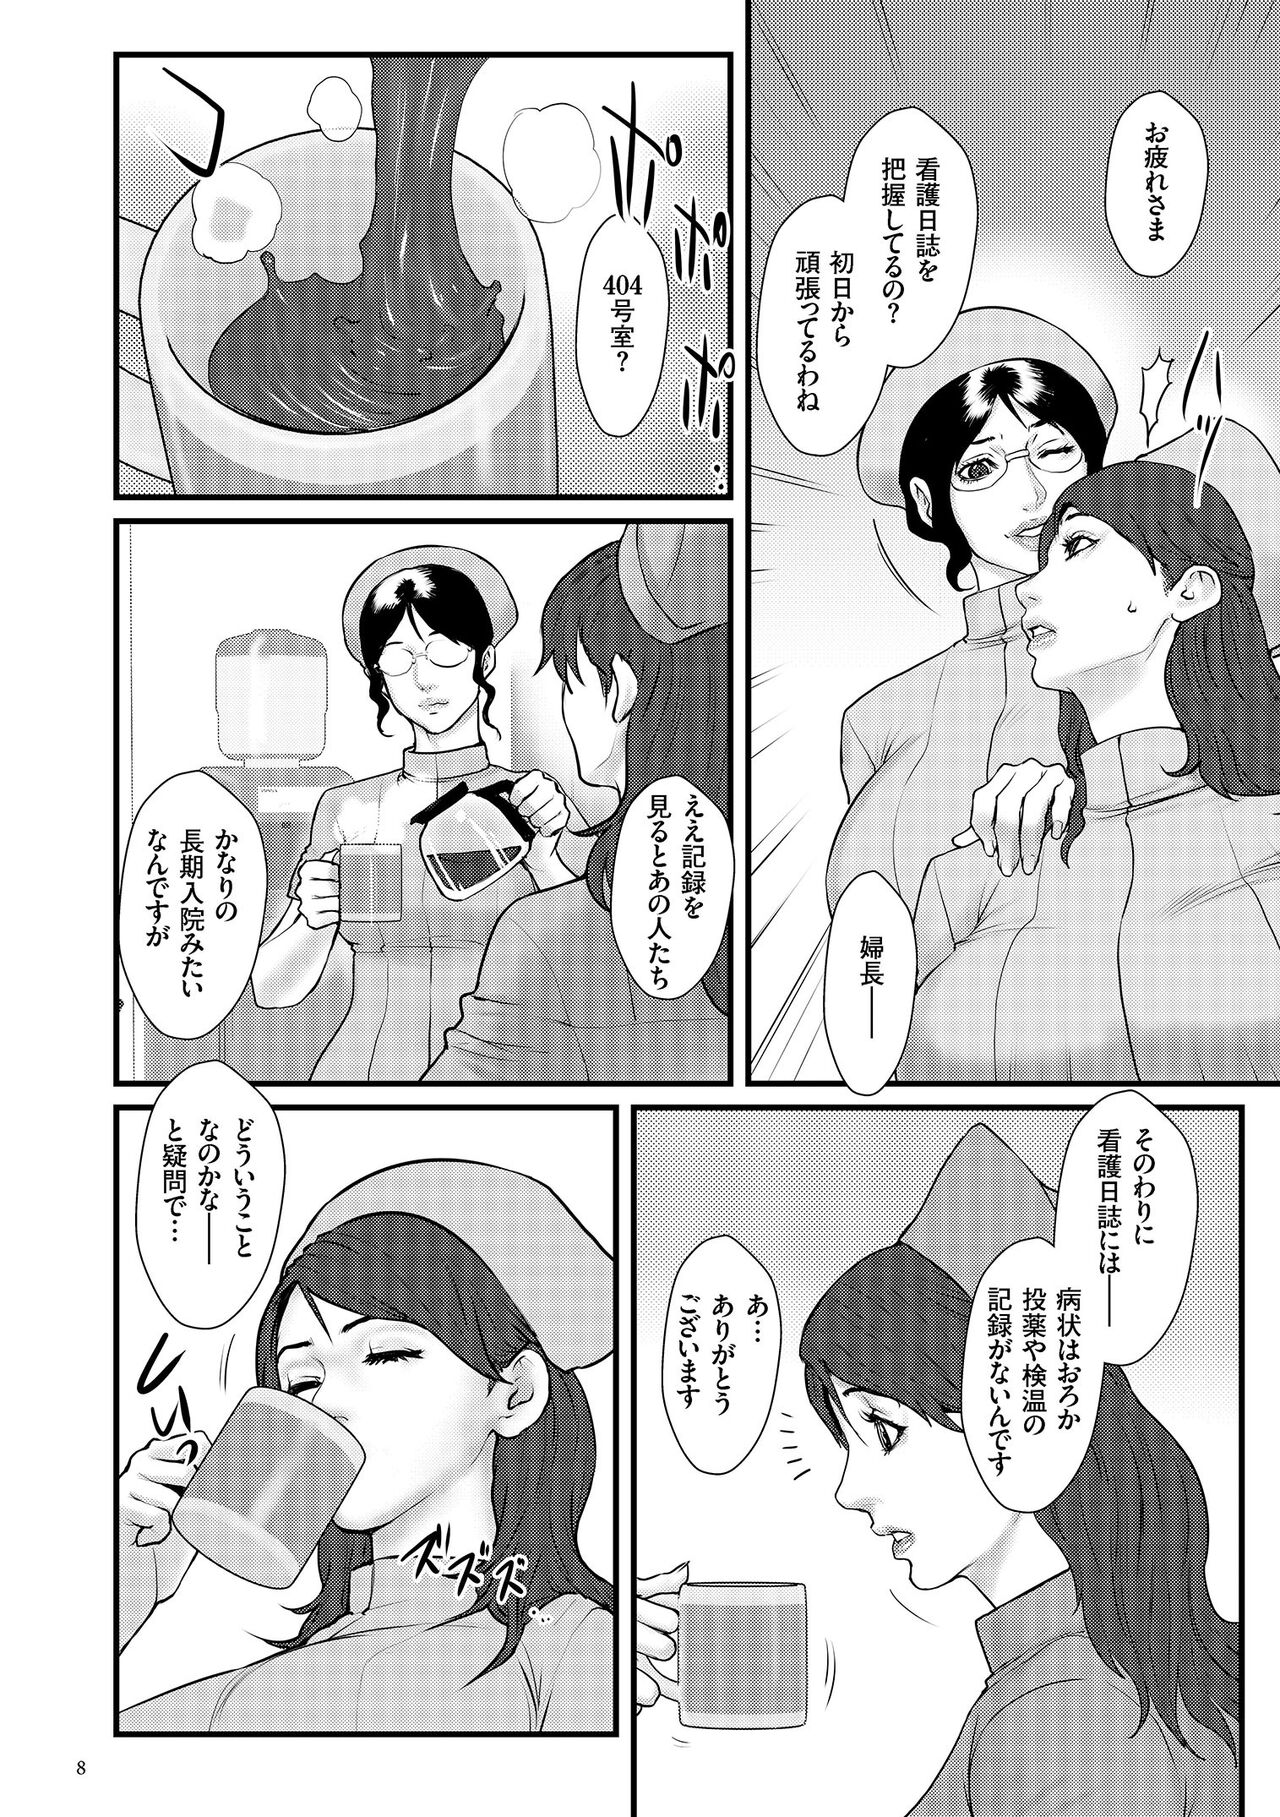 お疲れさま
看護日誌を
把握してるの？
初日から
頑張ってるわね
婦長―
404号室？
ポ
ポ
ポ
ポ…
ええ記録を
見るとあの人たち
かなりの
長期入院みたい
なんですが
そのわりに
看護日誌には―
病状はおろか
投薬や検温の
記録がないんです
あ…
ありがとう
ございます
どういうこと
なのかな―
と疑問で…
ズズズ…
8